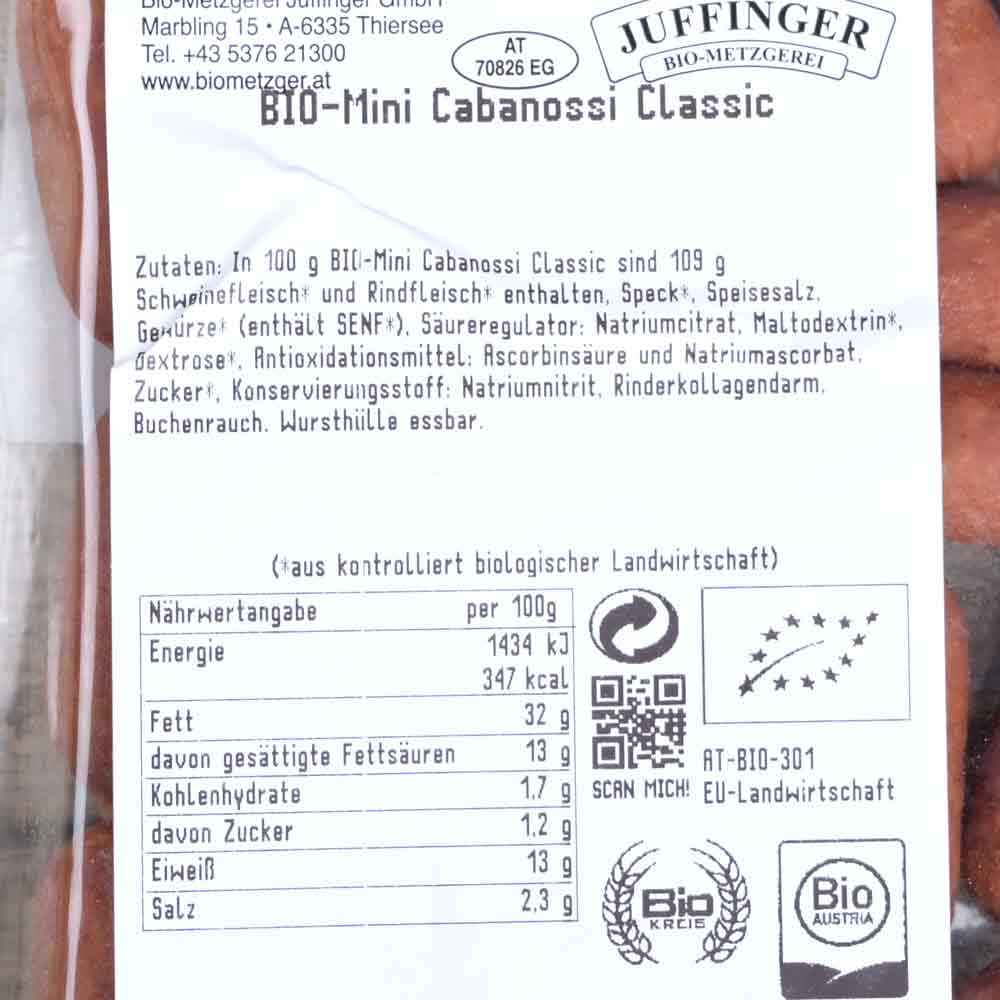 Bio-Metzgerei Juffinger GmbH
Marbling 15 • A-6335 Thiersee
Tel. +43 5376 21300
www.biometzger.at
AT
70826 EG
JUFFINGER
BIO-METZGEREI
BIO-Mini Cabanossi Classic
Zutaten: In 100 g BIO-Mini Cabanossi Classic sind 109 g
Schweinefleisch* und Rindfleisch* enthalten, Speck*, Speisesalz,
Gewürze* (enthält SENF*), Säureregulator: Natriumcitrat, Maltodextrin*,
Dextrose*, Antioxidationsmittel: Ascorbinsäure und Natriumascorbat,
Zucker*, Konservierungsstoff: Natriumnitrit, Rinderkollagendarm,
Buchenrauch. Wursthülle essbar.
(*aus kontrolliert biologischer Landwirtschaft)
Nährwertangabe per 100g
Energie 1434 kJ
347 kcal
Fett 32 g
davon gesättigte Fettsäuren 13 g
Kohlenhydrate 1,7 g
davon Zucker 1,2 g
Eiweiß 13 g
Salz 2,3 g
SCAN MICH!
AT-BIO-301
EU-Landwirtschaft
Bio
KREIS
Bio
AUSTRIA